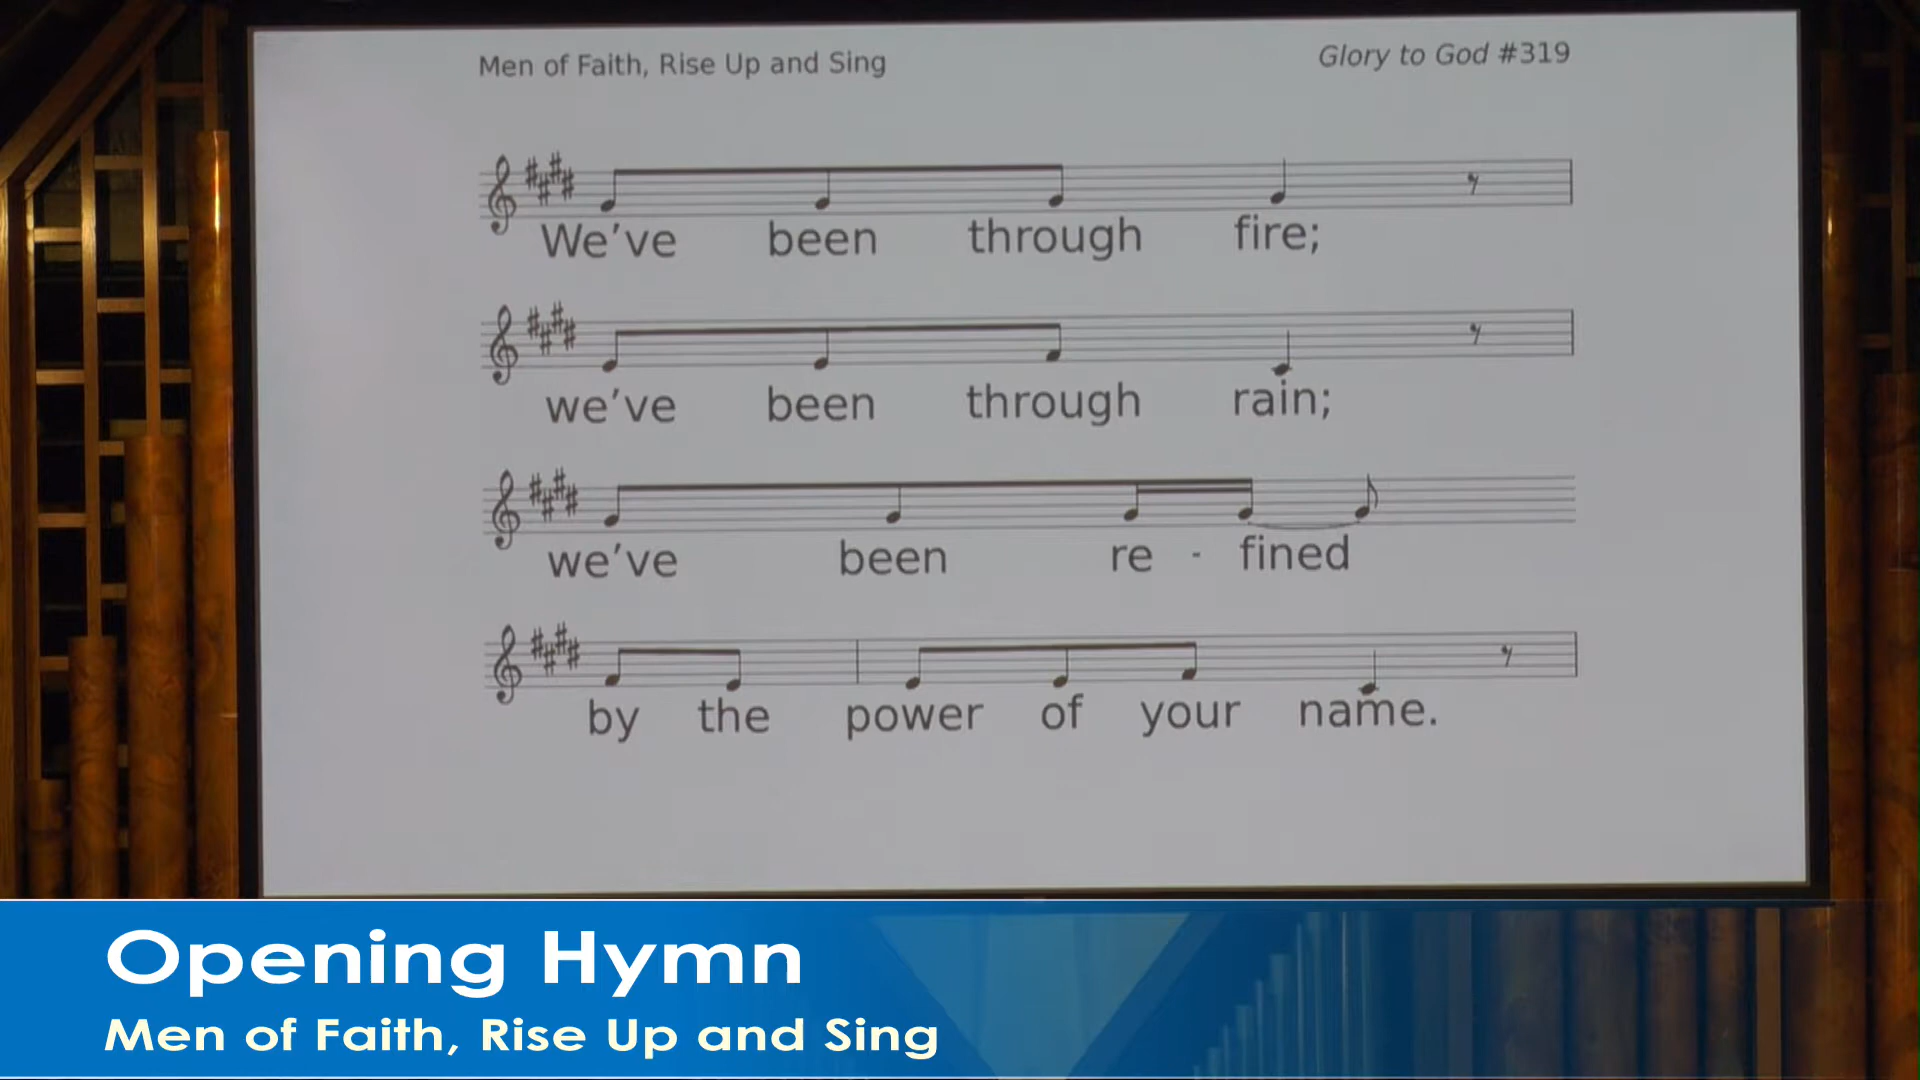 Men of Faith, Rise Up and Sing
Glory to God #319
We've been through fire;
we've been through rain;
we've been re - fined
by the power of your name.
Opening Hymn
Men of Faith, Rise Up and Sing